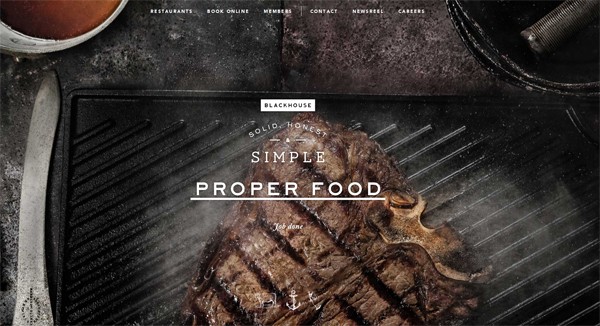 RESTAURANTS BOOK ONLINE MEMBERS CONTACT NEWSREEL CAREERS
BLACKHOUSE
SOLID, HONEST
&
SIMPLE
PROPER FOOD
Job done